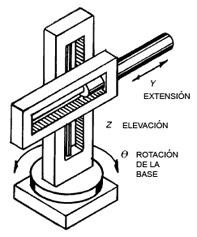 Y
EXTENSIÓN
Z ELEVACIÓN
Θ ROTACIÓN
DE LA
BASE